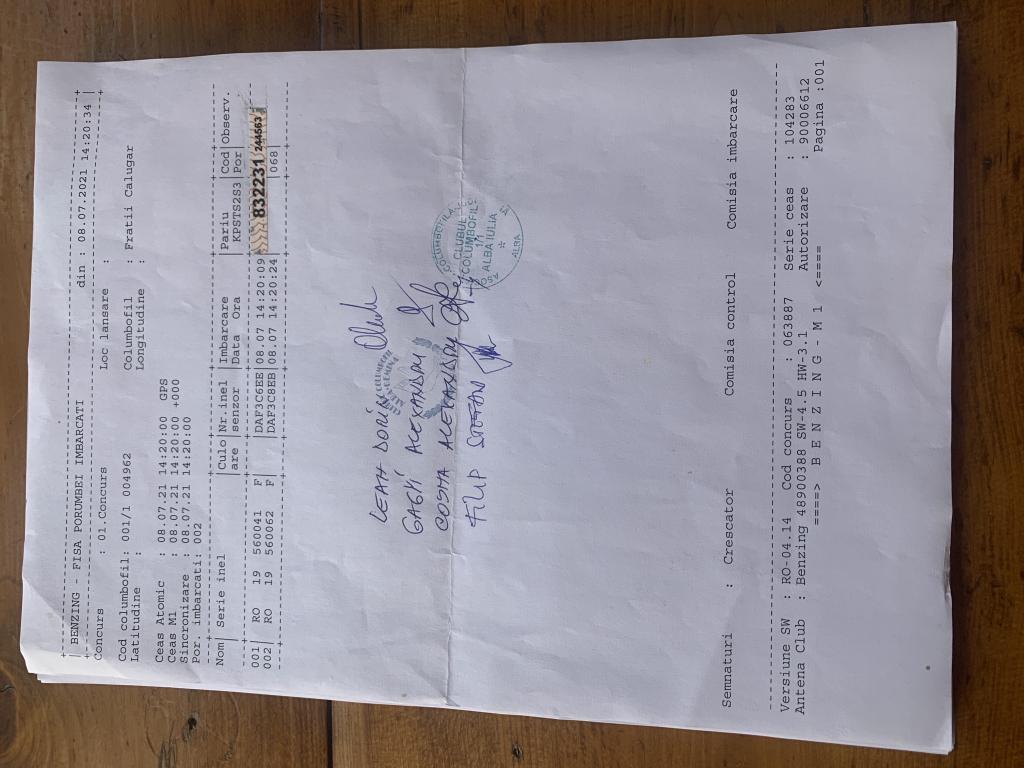 BENZING - FISA PORUMBEI IMBARCATI din : 08.07.2021 14:20:34
Concurs : 01.Concurs Loc lansare :
Cod columbofil: 001/1 004962 Columbofil : Fratii Calugar
Latitudine : Longitudine :
Ceas Atomic : 08.07.21 14:20:00 GPS
Ceas M1 : 08.07.21 14:20:00 +000
Sincronizare : 08.07.21 14:20:00
Por.imbarcati: 002
Nom| Serie inel |Culo|Nr.inel |Imbarcare |Pariu |Cod|Observ.
|are |senzor |Data Ora | KPSTS2S3|Por|
001| RO 19 560041 F| |DAF3C6EE|08.07 14:20:09| 832231 244563
002| RO 19 560062 F| |DAF3C8EB|08.07 14:20:24| |068|
LEAH DORIN
GAGYI ALEXANDRU
COSMA ALEXANDRU
FILIP STEFAN
CLUBUL
COLUMBOFIL
1/1
ALBA IULIA
ALBA
Semnaturi : Crescator Comisia control Comisia imbarcare
Versiune SW : RO-04.14 Cod concurs : 063887 Serie ceas : 104283
Antena Club : Benzing 48900388 SW-4.5 HW-3.1 Autorizare : 90006612
====> B E N Z I N G - M 1 <==== Pagina :001